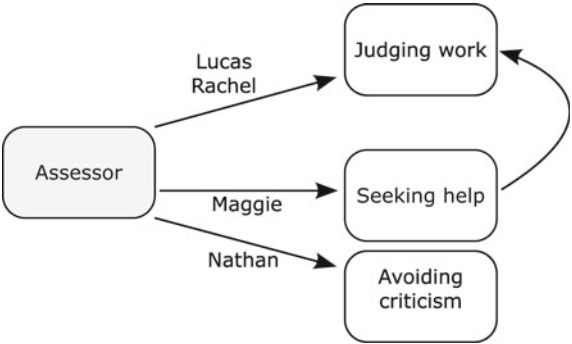 Lucas
Rachel
Judging work
Assessor
Maggie
Seeking help
Nathan
Avoiding
criticism